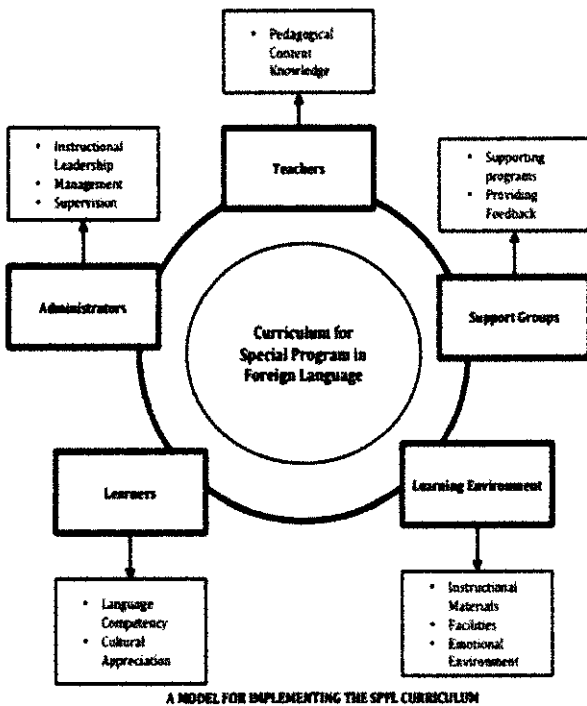 • Pedagogical
Content
Knowledge
Teachers
• Instructional
Leadership
• Management
• Supervision
• Supporting
programs
• Providing
Feedback
Administrators
Support Groups
Curriculum for
Special Program in
Foreign Language
Learners
Learning Environment
• Language
Competency
• Cultural
Appreciation
• Instructional
Materials
• Facilities
• Emotional
Environment
A MODEL FOR IMPLEMENTING THE SPFL CURRICULUM